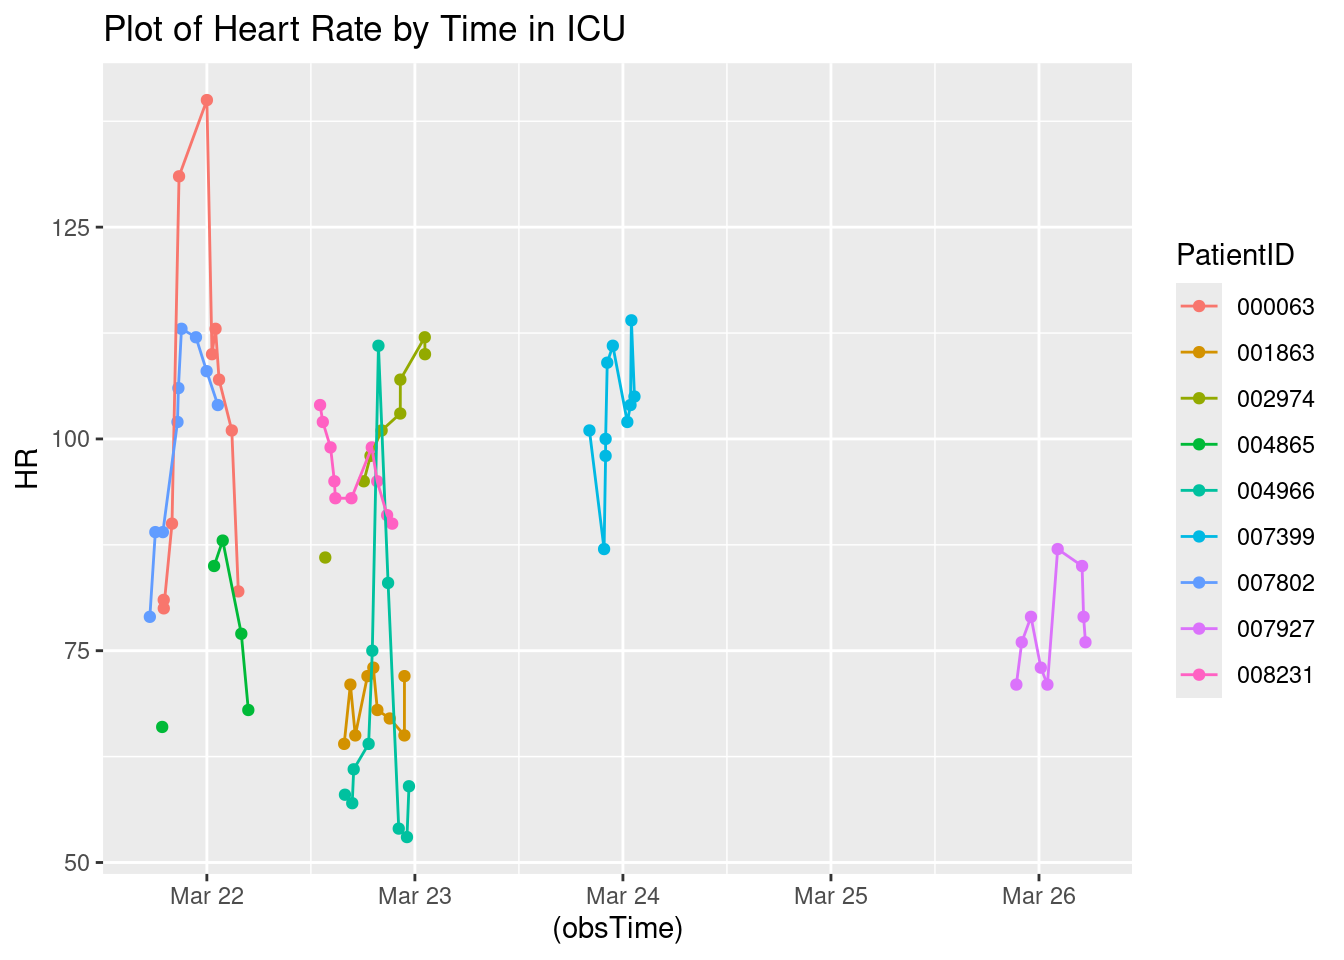 Plot of Heart Rate by Time in ICU
HR
125
100
75
50
Mar 22
Mar 23
Mar 24
Mar 25
Mar 26
(obsTime)
PatientID
000063
001863
002974
004865
004966
007399
007802
007927
008231